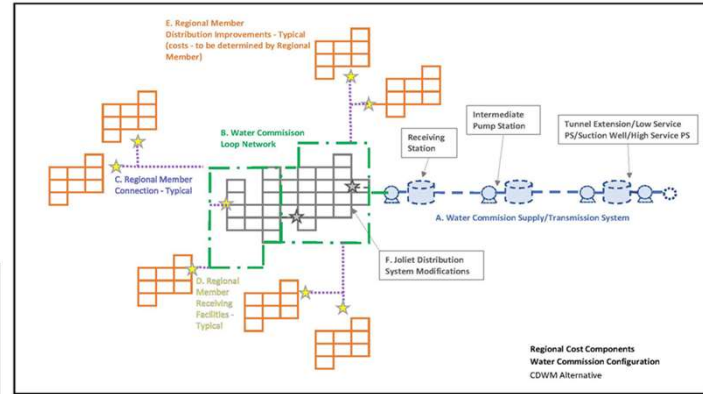 E. Regional Member
Distribution Improvements - Typical
(costs - to be determined by Regional
Member)
B. Water Commisison
Loop Network
Receiving
Station
Intermediate
Pump Station
Tunnel Extension/Low Service
PS/Suction Well/High Service PS
C. Regional Member
Connection - Typical
A. Water Commision Supply/Transmission
System
F. Joliet Distribution
System Modifications
D. Regional
Member
Receiving
Facilities -
Typical
Regional Cost Components
Water Commission Configuration
CDWM Alternative